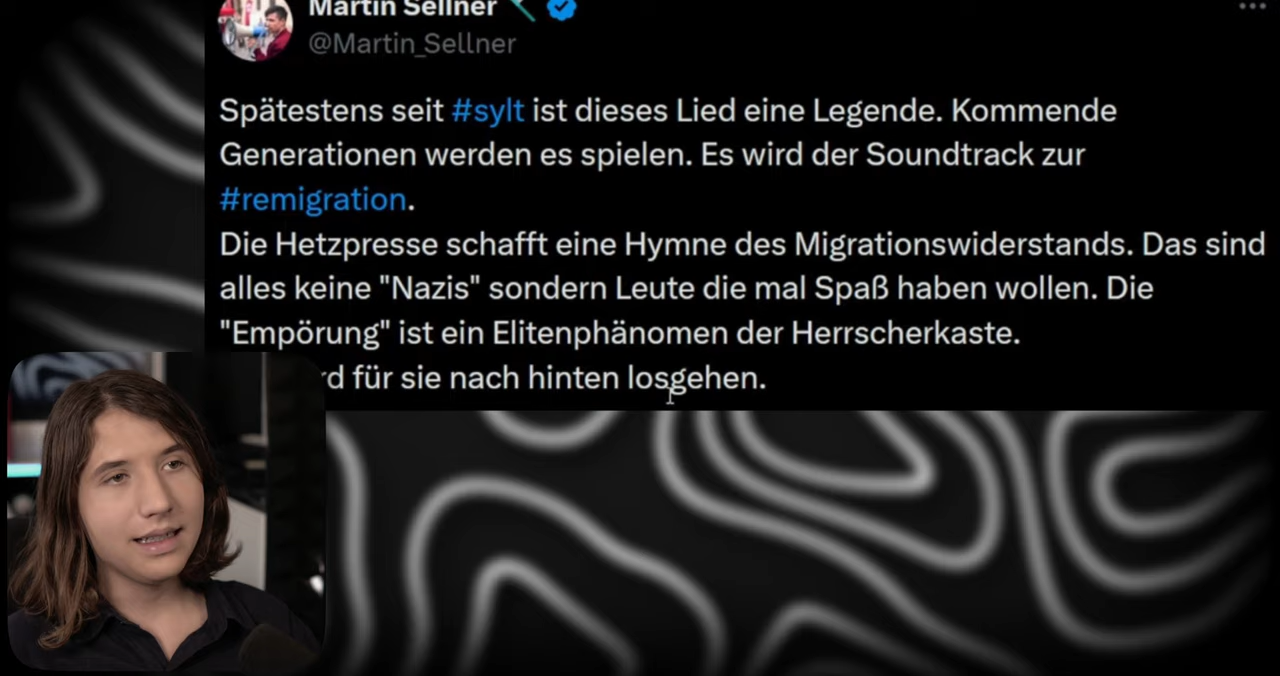 Martin Sellner
@Martin_Sellner
Spätestens seit #sylt ist dieses Lied eine Legende. Kommende
Generationen werden es spielen. Es wird der Soundtrack zur
#remigration.
Die Hetzpresse schafft eine Hymne des Migrationswiderstands. Das sind
alles keine "Nazis" sondern Leute die mal Spaß haben wollen. Die
"Empörung" ist ein Elitenphänomen der Herrscherkaste.
für sie nach hinten losgehen.